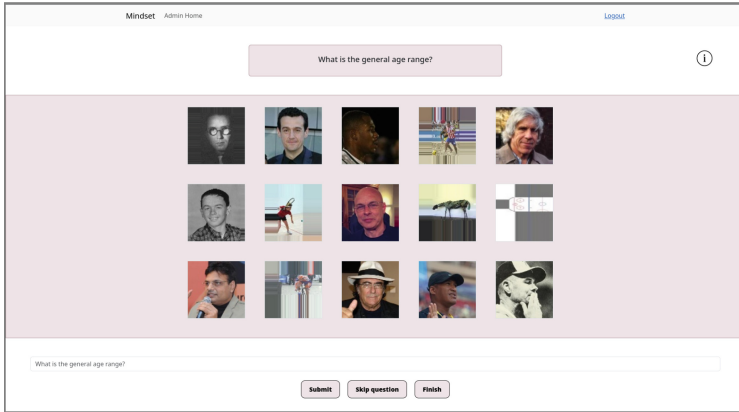 Mindset Admin Home Logout
What is the general age range?
i
What is the general age range?
Submit Skip question Finish